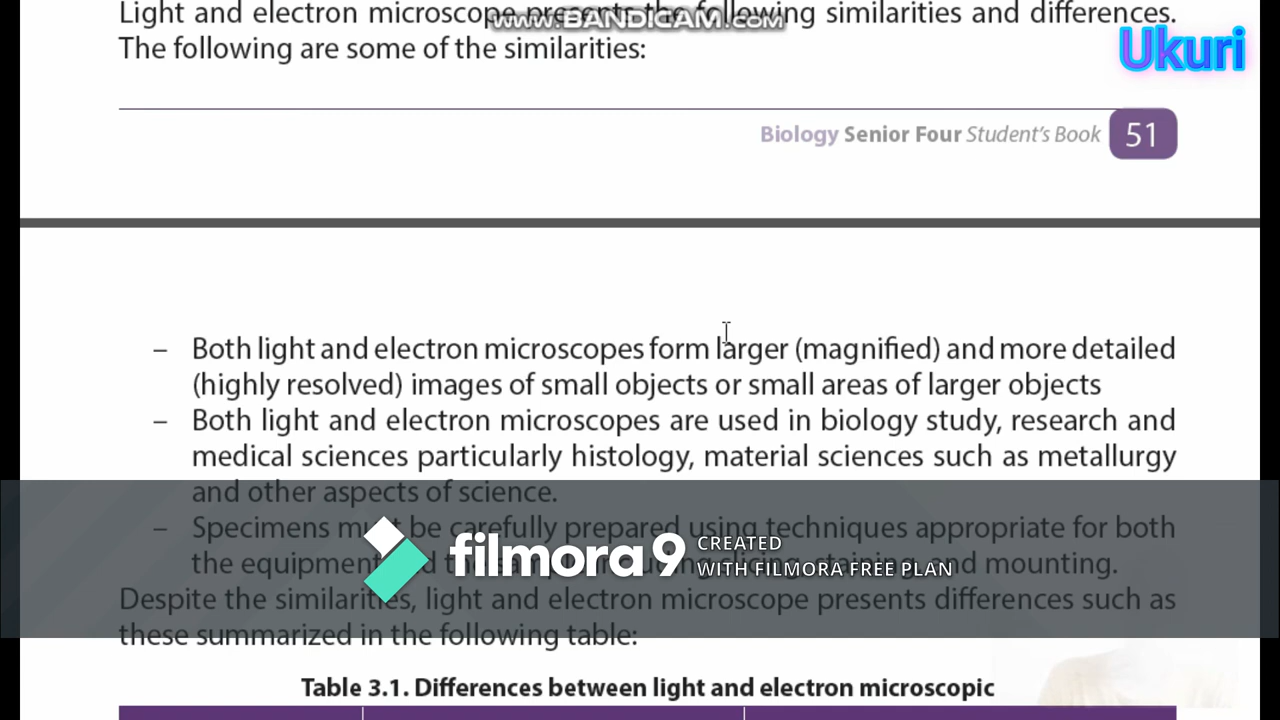 Light and electron microscope presents the following similarities and differences.
www.BANDICAM.com
Ukuri
The following are some of the similarities:
Biology Senior Four Student's Book 51
– Both light and electron microscopes form larger (magnified) and more detailed
(highly resolved) images of small objects or small areas of larger objects
– Both light and electron microscopes are used in biology study, research and
medical sciences particularly histology, material sciences such as metallurgy
and other aspects of science.
– Specimens must be carefully prepared using techniques appropriate for both
the equipment slicing, staining, and mounting.
filmora9 CREATED
WITH FILMORA FREE PLAN
Despite the similarities, light and electron microscope presents differences such as
these summarized in the following table:
Table 3.1. Differences between light and electron microscopic